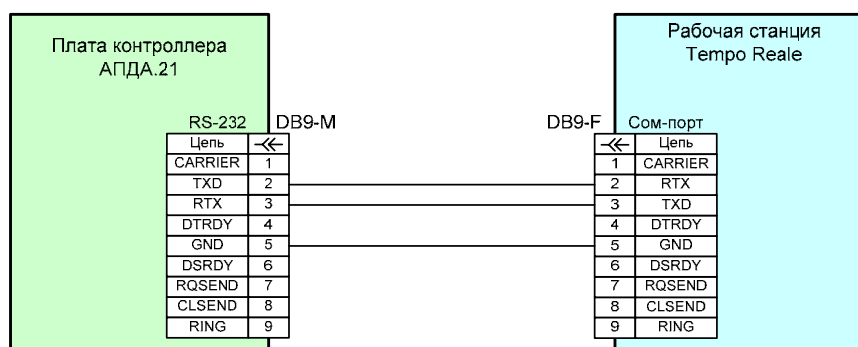 Плата контроллера
АПДА.21
Рабочая станция
Tempo Reale
RS-232 DB9-M
Цепь
CARRIER 1
TXD 2
RTX 3
DTRDY 4
GND 5
DSRDY 6
RQSEND 7
CLSEND 8
RING 9
DB9-F Сом-порт
Цепь
1 CARRIER
2 RTX
3 TXD
4 DTRDY
5 GND
6 DSRDY
7 RQSEND
8 CLSEND
9 RING